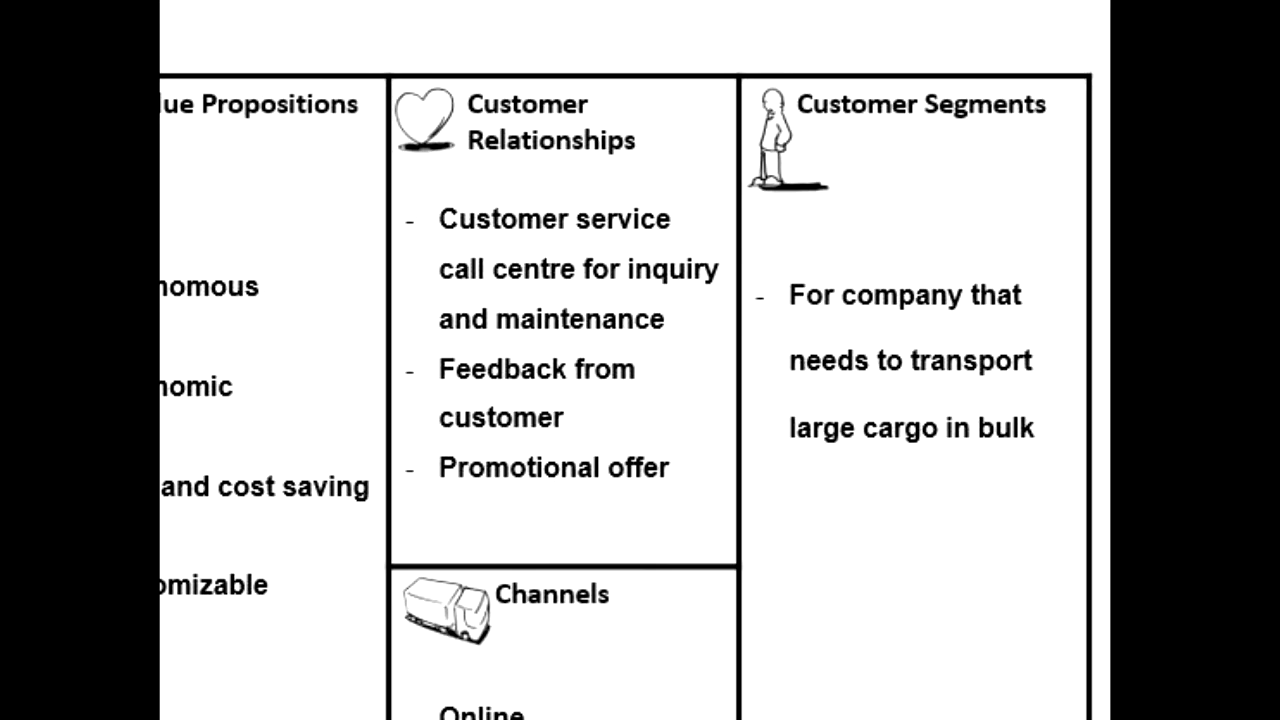 lue Propositions
nomous
nomic
and cost saving
omizable
Customer
Relationships
- Customer service
call centre for inquiry
and maintenance
- Feedback from
customer
- Promotional offer
Channels
Online
Customer Segments
- For company that
needs to transport
large cargo in bulk